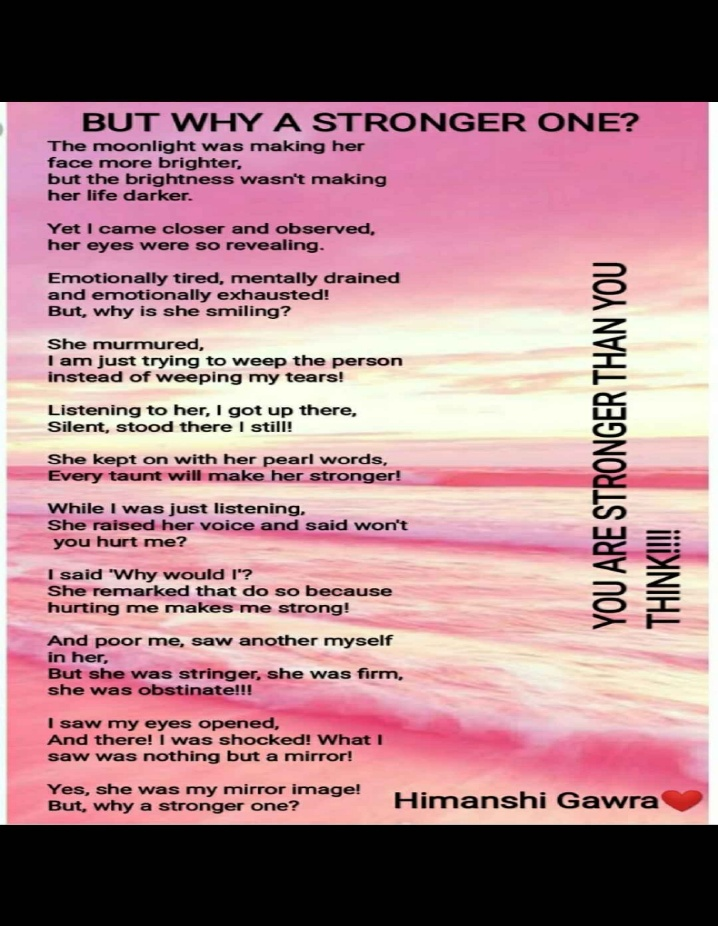 BUT WHY A STRONGER ONE?
The moonlight was making her
face more brighter,
but the brightness wasn't making
her life darker.
Yet I came closer and observed,
her eyes were so revealing.
Emotionally tired, mentally drained
and emotionally exhausted!
But, why is she smiling?
She murmured,
I am just trying to weep the person
instead of weeping my tears!
Listening to her, I got up there,
Silent, stood there I still!
She kept on with her pearl words,
Every taunt will make her stronger!
While I was just listening,
She raised her voice and said won't
you hurt me?
I said 'Why would I'?
She remarked that do so because
hurting me makes me strong!
And poor me, saw another myself
in her,
But she was stringer, she was firm,
she was obstinate!!!
I saw my eyes opened,
And there! I was shocked! What I
saw was nothing but a mirror!
Yes, she was my mirror image!
But, why a stronger one?
Himanshi Gawra❤
YOU ARE STRONGER THAN YOU
THINK!!!!